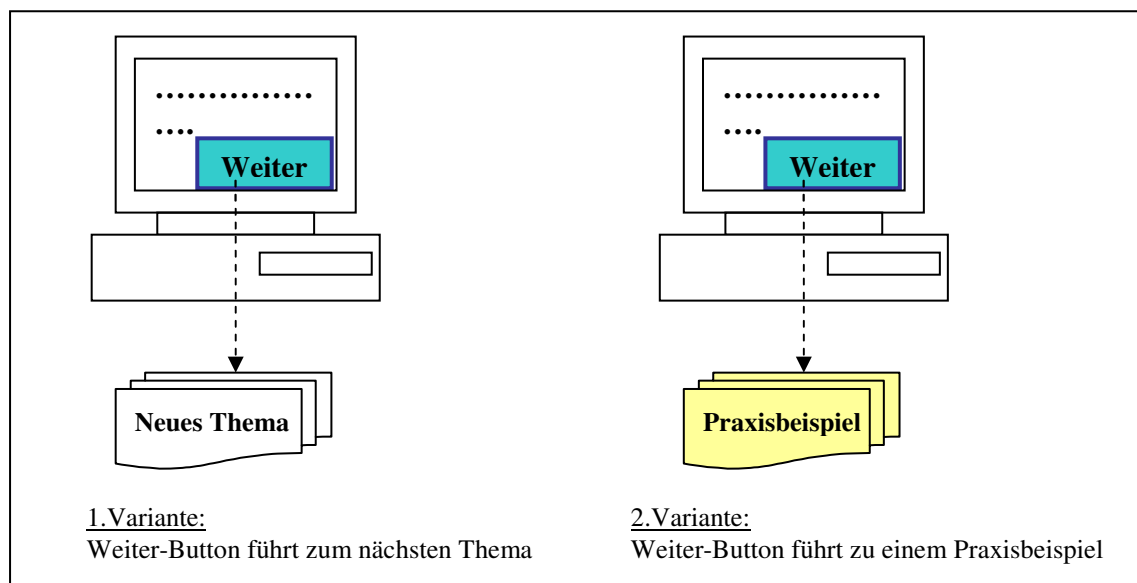 Weiter
Neues Thema
1.Variante:
Weiter-Button führt zum nächsten Thema
Weiter
Praxisbeispiel
2.Variante:
Weiter-Button führt zu einem Praxisbeispiel